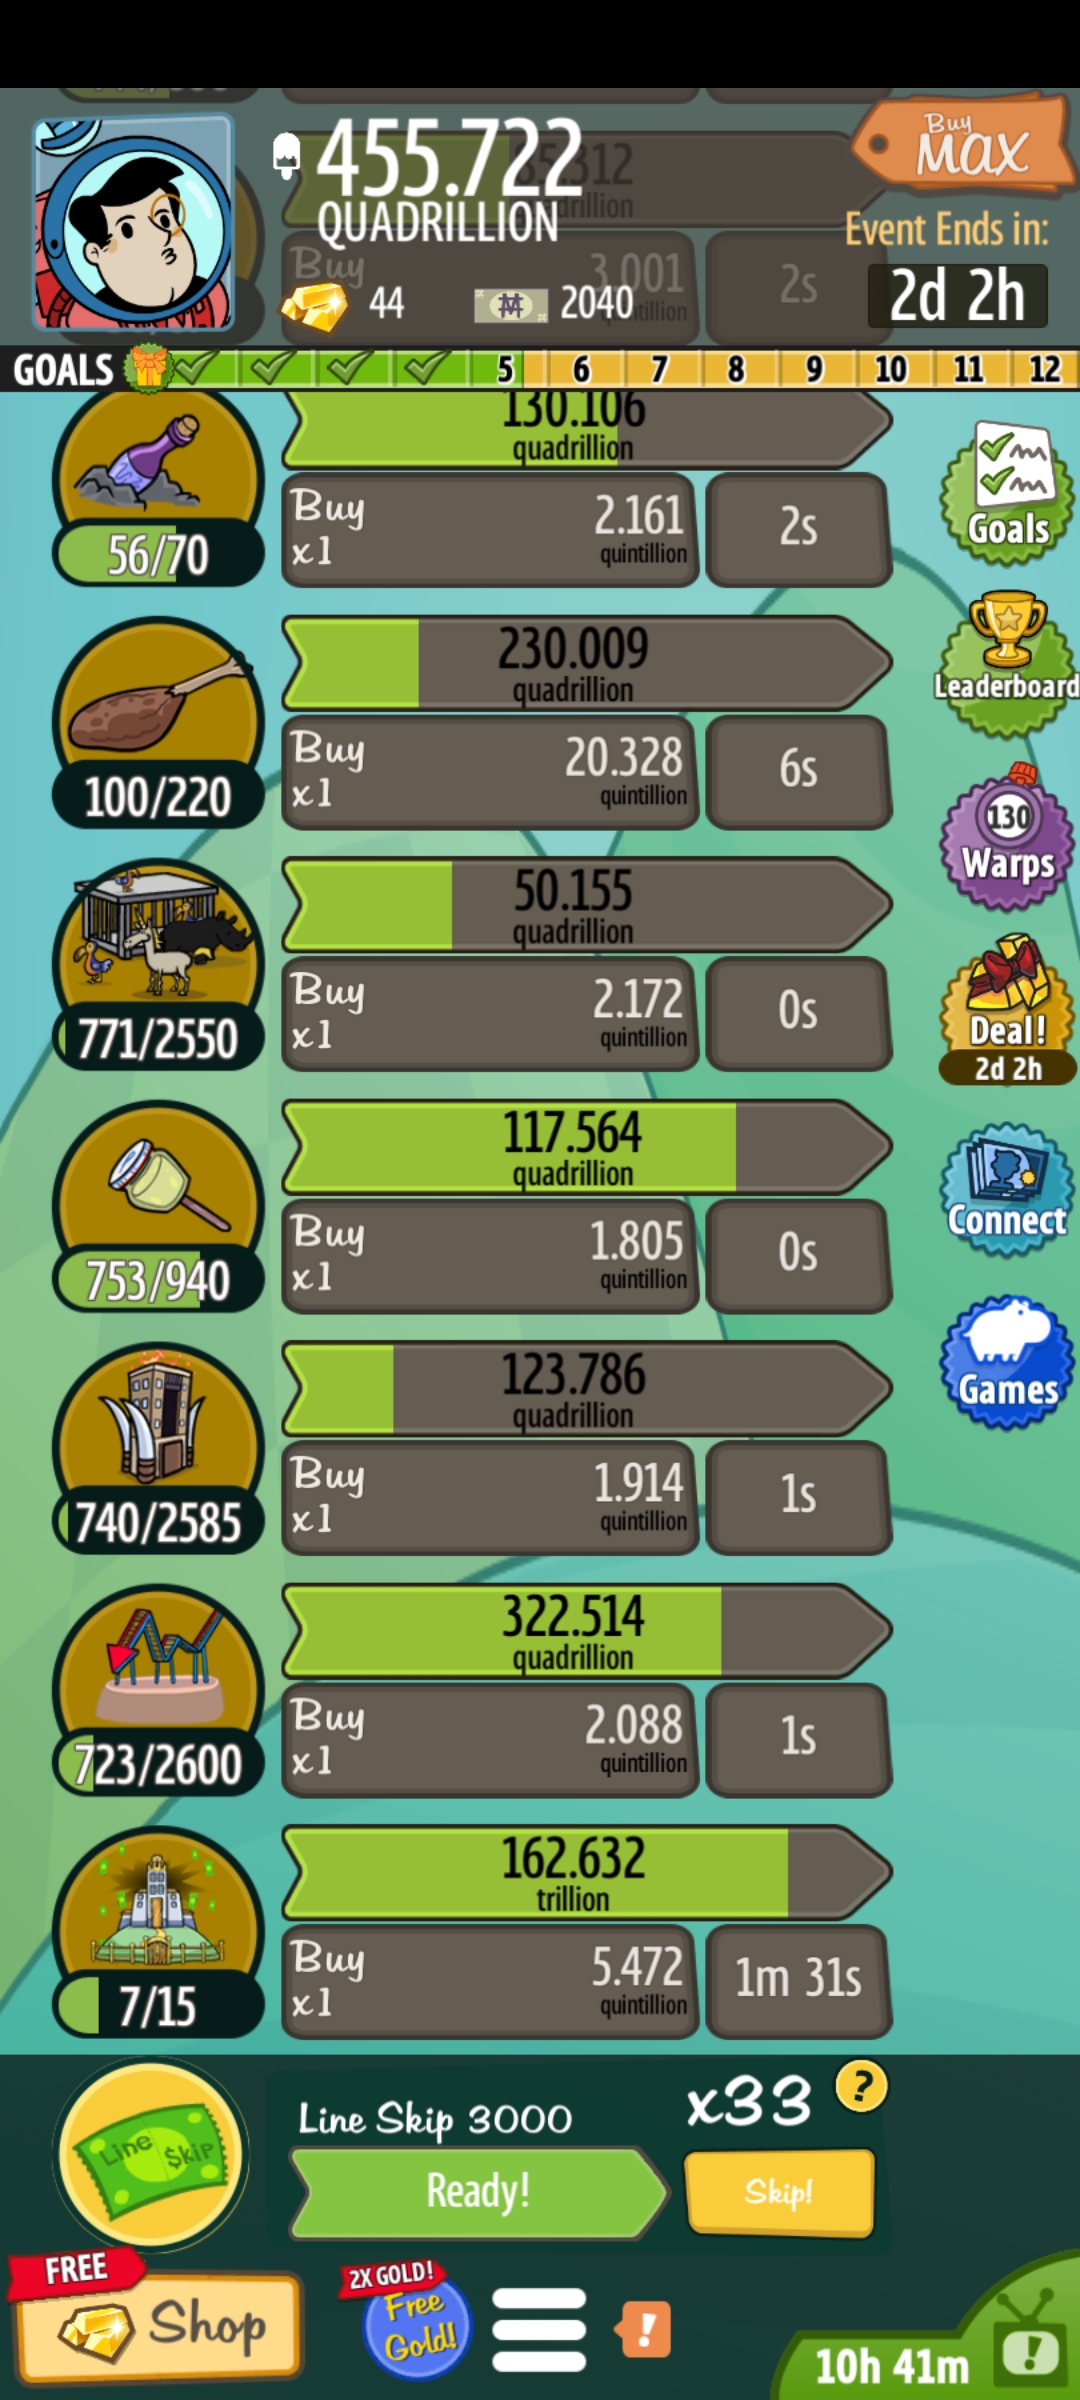 455.722
QUADRILLION
Buy
MAX
Event Ends in:
2d 2h
Buy
3.001
2s
44
2040
GOALS
5 6 7 8 9 10 11 12
130.106
quadrillion
56/70
Buy
x1
2.161
quintillion
2s
Goals
Leaderboard
230.009
quadrillion
100/220
Buy
x1
20.328
quintillion
6s
130
Warps
50.155
quadrillion
771/2550
Buy
x1
2.172
quintillion
0s
Deal!
2d 2h
117.564
quadrillion
753/940
Buy
x1
1.805
quintillion
0s
Connect
123.786
quadrillion
740/2585
Buy
x1
1.914
quintillion
1s
Games
322.514
quadrillion
723/2600
Buy
x1
2.088
quintillion
1s
162.632
trillion
7/15
Buy
x1
5.472
quintillion
1m 31s
Line Skip
Line Skip 3000
x33
?
Ready!
Skip!
FREE
Shop
2X GOLD!
Free
Gold!
!
10h 41m
!